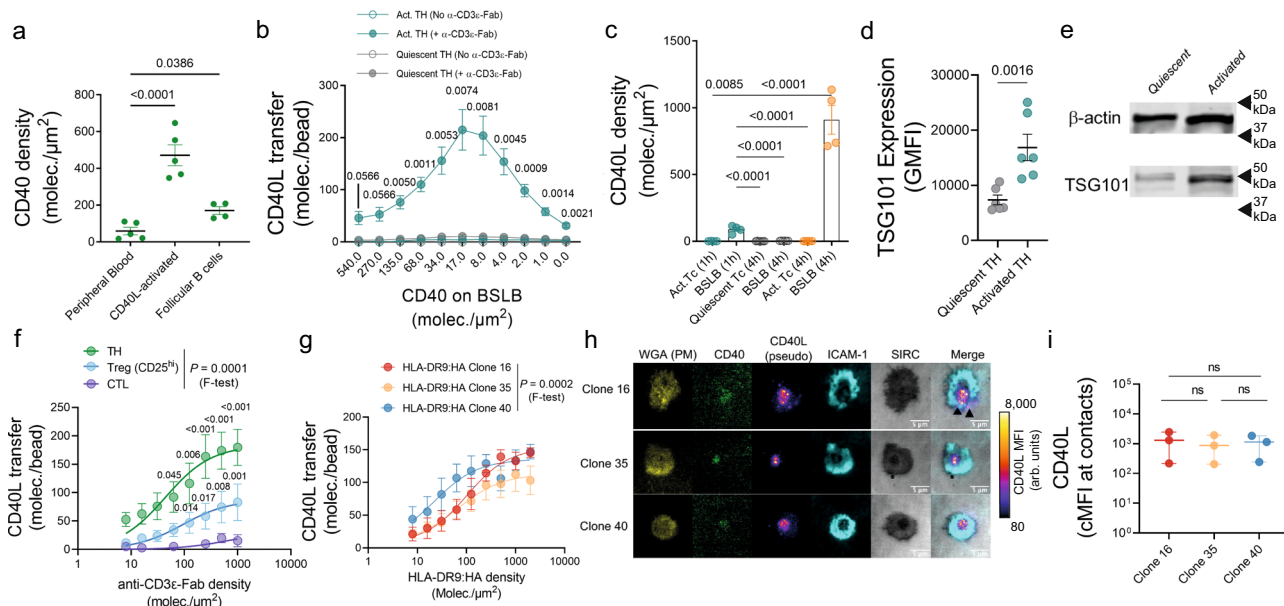 a
CD40 density
(molec./µm²)
800
600
400
200
0
0.0386
<0.0001
Peripheral Blood
CD40L-activated
Follicular B cells
b
Act. TH (No α-CD3ε-Fab)
Act. TH (+ α-CD3ε-Fab)
Quiescent TH (No α-CD3ε-Fab)
Quiescent TH (+ α-CD3ε-Fab)
CD40L transfer
(molec./bead)
300
200
100
0
0.0566
0.0566
0.0050
0.0011
0.0053
0.0074
0.0081
0.0045
0.0009
0.0014
0.0021
540.0
270.0
135.0
68.0
34.0
17.0
8.0
4.0
2.0
1.0
0.0
CD40 on BSLB
(molec./µm²)
c
CD40L density
(molec./µm²)
1500
1000
500
0
0.0085
<0.0001
<0.0001
<0.0001
<0.0001
Act.Tc (1h)
BSLB (1h)
Quiescent Tc (4h)
BSLB (4h)
Act. Tc (4h)
BSLB (4h)
d
TSG101 Expression
(GMFI)
30000
20000
10000
0
0.0016
Quiescent TH
Activated TH
e
Quiescent
Activated
β-actin
50
kDa
37
kDa
TSG101
50
kDa
37
kDa
f
TH
Treg (CD25hi)
CTL
P = 0.0001
(F-test)
CD40L transfer
(molec./bead)
200
150
100
50
0
0.045
0.006
<0.001
<0.001
<0.001
0.014
0.017
0.008
0.001
1
10
100
1000
10000
anti-CD3ε-Fab density
(molec./µm²)
g
HLA-DR9:HA Clone 16
HLA-DR9:HA Clone 35
HLA-DR9:HA Clone 40
P = 0.0002
(F-test)
CD40L transfer
(molec./bead)
200
150
100
50
0
1
10
100
1000
10000
HLA-DR9:HA density
(Molec./µm²)
h
WGA (PM)
CD40
CD40L
(pseudo)
ICAM-1
SIRC
Merge
Clone 16
Clone 35
Clone 40
5 µm
5 µm
5 µm
5 µm
5 µm
5 µm
8,000
CD40L MFI
(arb. units)
80
i
CD40L
(cMFI at contacts)
10⁵
10⁴
10³
10²
10¹
10⁰
ns
ns
ns
Clone 16
Clone 35
Clone 40